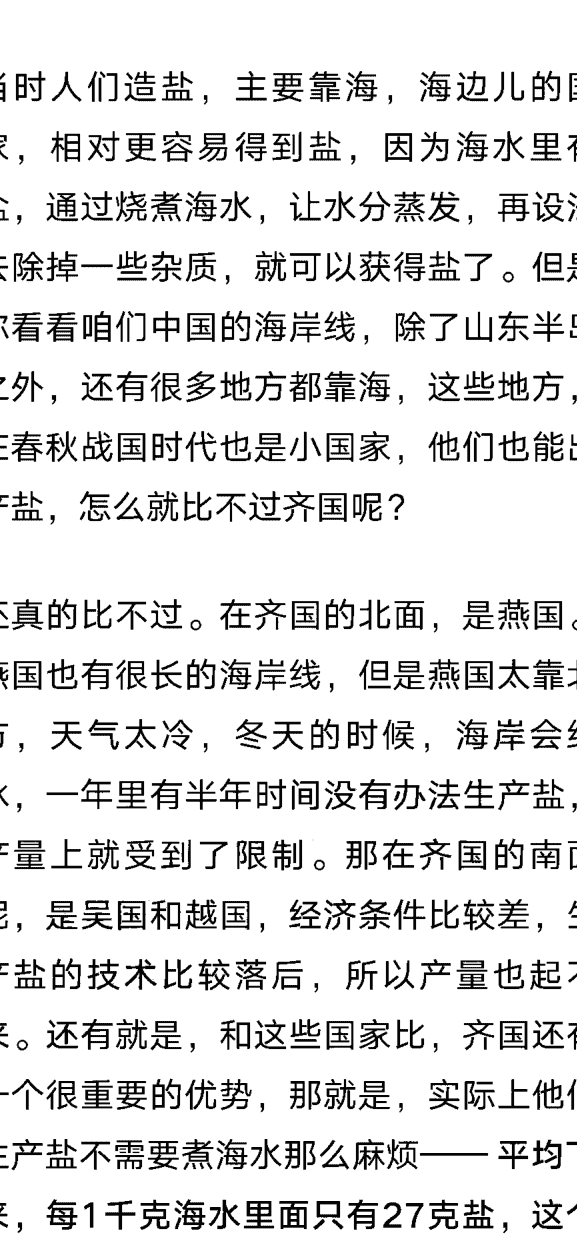 当时人们造盐，主要靠海，海边儿的国
家，相对更容易得到盐，因为海水里有
盐，通过烧煮海水，让水分蒸发，再设法
去除掉一些杂质，就可以获得盐了。但是
你看看咱们中国的海岸线，除了山东半岛
之外，还有很多地方都靠海，这些地方，
在春秋战国时代也是小国家，他们也能出
产盐，怎么就比不过齐国呢？
还真的比不过。在齐国的北面，是燕国。
燕国也有很长的海岸线，但是燕国太靠北
方，天气太冷，冬天的时候，海岸会结
冰，一年里有半年时间没有办法生产盐，
产量上就受到了限制。那在齐国的南面
呢，是吴国和越国，经济条件比较差，生
产盐的技术比较落后，所以产量也起不
来。还有就是，和这些国家比，齐国还有
一个很重要的优势，那就是，实际上他们
生产盐不需要煮海水那么麻烦——平均下
来，每1千克海水里面只有27克盐，这个